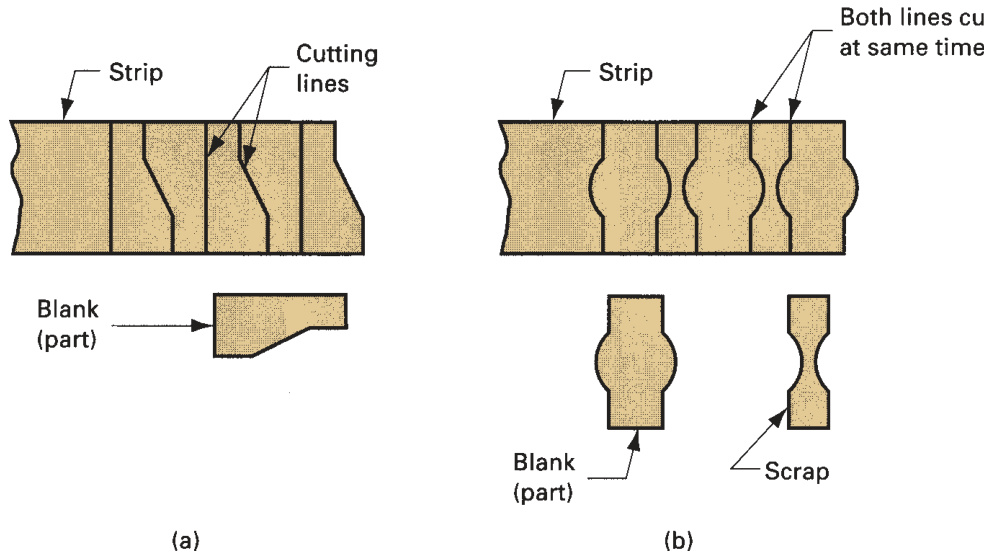 Strip
Cutting
lines
Blank
(part)
(a)
Both lines cu
at same time
Strip
Blank
(part)
Scrap
(b)